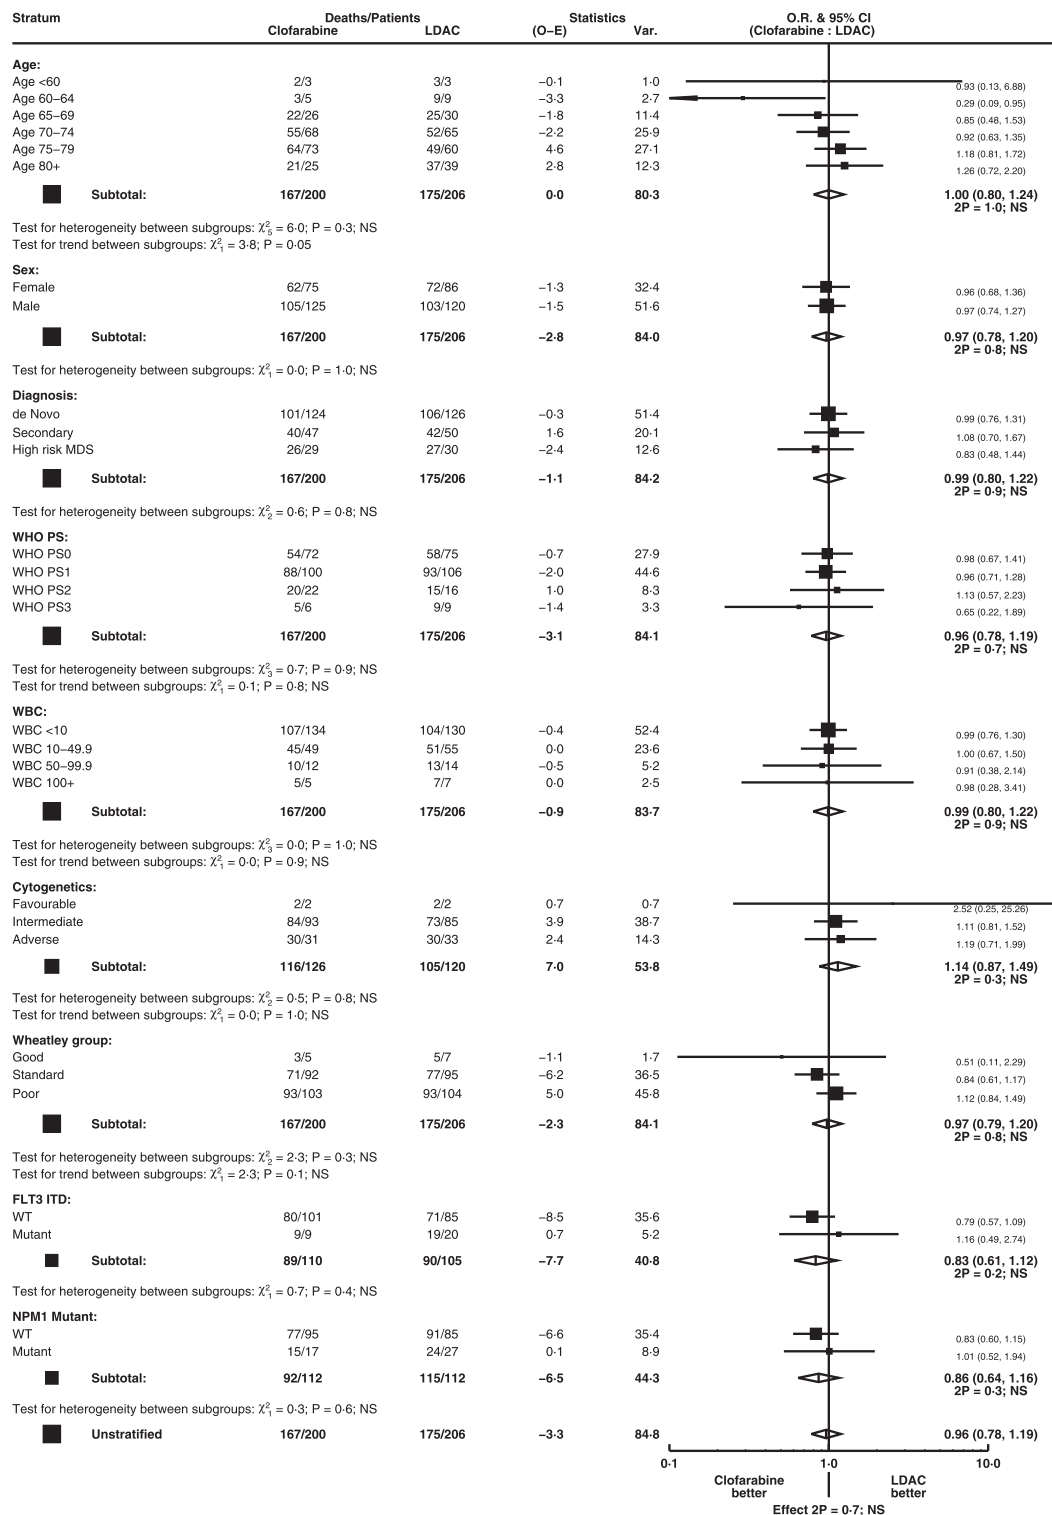 Stratum Deaths/Patients Statistics O.R. & 95% CI
Clofarabine LDAC (O−E) Var. (Clofarabine : LDAC)
Age:
Age <60 2/3 3/3 −0·1 1·0 0.93 (0.13, 6.88)
Age 60−64 3/5 9/9 −3·3 2·7 0.29 (0.09, 0.95)
Age 65−69 22/26 25/30 −1·8 11·4 0.85 (0.48, 1.53)
Age 70−74 55/68 52/65 −2·2 25·9 0.92 (0.63, 1.35)
Age 75−79 64/73 49/60 4·6 27·1 1.18 (0.81, 1.72)
Age 80+ 21/25 37/39 2·8 12·3 1.26 (0.72, 2.20)
Subtotal: 167/200 175/206 0·0 80·3 1.00 (0.80, 1.24)
2P = 1·0; NS
Test for heterogeneity between subgroups: χ²₅ = 6·0; P = 0·3; NS
Test for trend between subgroups: χ²₁ = 3·8; P = 0·05
Sex:
Female 62/75 72/86 −1·3 32·4 0.96 (0.68, 1.36)
Male 105/125 103/120 −1·5 51·6 0.97 (0.74, 1.27)
Subtotal: 167/200 175/206 −2·8 84·0 0.97 (0.78, 1.20)
2P = 0·8; NS
Test for heterogeneity between subgroups: χ²₁ = 0·0; P = 1·0; NS
Diagnosis:
de Novo 101/124 106/126 −0·3 51·4 0.99 (0.76, 1.31)
Secondary 40/47 42/50 1·6 20·1 1.08 (0.70, 1.67)
High risk MDS 26/29 27/30 −2·4 12·6 0.83 (0.48, 1.44)
Subtotal: 167/200 175/206 −1·1 84·2 0.99 (0.80, 1.22)
2P = 0·9; NS
Test for heterogeneity between subgroups: χ²₂ = 0·6; P = 0·8; NS
WHO PS:
WHO PS0 54/72 58/75 −0·7 27·9 0.98 (0.67, 1.41)
WHO PS1 88/100 93/106 −2·0 44·6 0.96 (0.71, 1.28)
WHO PS2 20/22 15/16 1·0 8·3 1.13 (0.57, 2.23)
WHO PS3 5/6 9/9 −1·4 3·3 0.65 (0.22, 1.89)
Subtotal: 167/200 175/206 −3·1 84·1 0.96 (0.78, 1.19)
2P = 0·7; NS
Test for heterogeneity between subgroups: χ²₃ = 0·7; P = 0·9; NS
Test for trend between subgroups: χ²₁ = 0·1; P = 0·8; NS
WBC:
WBC <10 107/134 104/130 −0·4 52·4 0.99 (0.76, 1.30)
WBC 10−49.9 45/49 51/55 0·0 23·6 1.00 (0.67, 1.50)
WBC 50−99.9 10/12 13/14 −0·5 5·2 0.91 (0.38, 2.14)
WBC 100+ 5/5 7/7 0·0 2·5 0.98 (0.28, 3.41)
Subtotal: 167/200 175/206 −0·9 83·7 0.99 (0.80, 1.22)
2P = 0·9; NS
Test for heterogeneity between subgroups: χ²₃ = 0·0; P = 1·0; NS
Test for trend between subgroups: χ²₁ = 0·0; P = 0·9; NS
Cytogenetics:
Favourable 2/2 2/2 0·7 0·7 2.52 (0.25, 25.26)
Intermediate 84/93 73/85 3·9 38·7 1.11 (0.81, 1.52)
Adverse 30/31 30/33 2·4 14·3 1.19 (0.71, 1.99)
Subtotal: 116/126 105/120 7·0 53·8 1.14 (0.87, 1.49)
2P = 0·3; NS
Test for heterogeneity between subgroups: χ²₂ = 0·5; P = 0·8; NS
Test for trend between subgroups: χ²₁ = 0·0; P = 1·0; NS
Wheatley group:
Good 3/5 5/7 −1·1 1·7 0.51 (0.11, 2.29)
Standard 71/92 77/95 −6·2 36·5 0.84 (0.61, 1.17)
Poor 93/103 93/104 5·0 45·8 1.12 (0.84, 1.49)
Subtotal: 167/200 175/206 −2·3 84·1 0.97 (0.79, 1.20)
2P = 0·8; NS
Test for heterogeneity between subgroups: χ²₂ = 2·3; P = 0·3; NS
Test for trend between subgroups: χ²₁ = 2·3; P = 0·1; NS
FLT3 ITD:
WT 80/101 71/85 −8·5 35·6 0.79 (0.57, 1.09)
Mutant 9/9 19/20 0·7 5·2 1.16 (0.49, 2.74)
Subtotal: 89/110 90/105 −7·7 40·8 0.83 (0.61, 1.12)
2P = 0·2; NS
Test for heterogeneity between subgroups: χ²₁ = 0·7; P = 0·4; NS
NPM1 Mutant:
WT 77/95 91/85 −6·6 35·4 0.83 (0.60, 1.15)
Mutant 15/17 24/27 0·1 8·9 1.01 (0.52, 1.94)
Subtotal: 92/112 115/112 −6·5 44·3 0.86 (0.64, 1.16)
2P = 0·3; NS
Test for heterogeneity between subgroups: χ²₁ = 0·3; P = 0·6; NS
Unstratified 167/200 175/206 −3·3 84·8 0.96 (0.78, 1.19)
0·1 1·0 10·0
Clofarabine LDAC
better better
Effect 2P = 0·7; NS